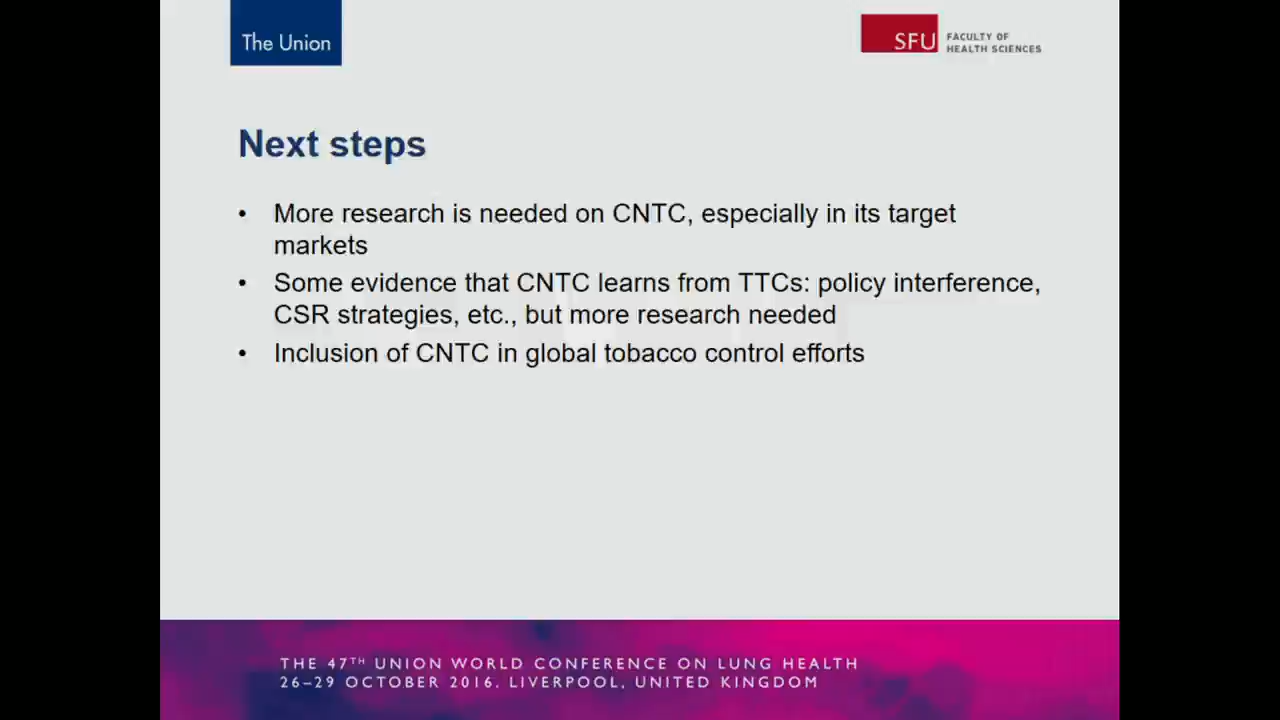 The Union
SFU
FACULTY OF
HEALTH SCIENCES
Next steps
• More research is needed on CNTC, especially in its target
markets
• Some evidence that CNTC learns from TTCs: policy interference,
CSR strategies, etc., but more research needed
• Inclusion of CNTC in global tobacco control efforts
THE 47TH UNION WORLD CONFERENCE ON LUNG HEALTH
26–29 OCTOBER 2016. LIVERPOOL, UNITED KINGDOM